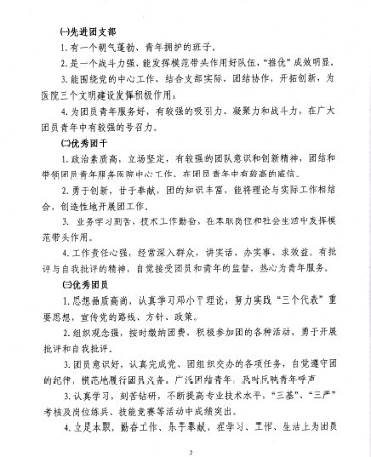 ㈠先进团支部
1.有一个朝气蓬勃、青年拥护的班子。
2.是一个战斗力强、能发挥模范带头作用好队伍,“推优”成效明显。
3.能围绕党的中心工作、结合支部实际,团结协作,开拓创新,为
医院三个文明建设发挥积极作用;
4.为团员青年服务好,有较强的吸引力、凝聚力和战斗力,在广大
团员青年中有较强的号召力。
㈡优秀团干
1.政治素质高,立场坚定,有较强的团队意识和创新精神,团结和
带领团员青年服务医院中心工作,在团员青年中有较高的威信。
2.勇于创新,甘于奉献,团的知识丰富,能将理论与实际工作相结
合,创造性地开展团工作。
3. 业务学习刻苦,技术工作勤奋,在本职岗位和社会生活中发挥模
范带头作用。
4.工作责任心强,经常深入群众,讲实话、办实事、求效益,有批
评与自我批评的精神,自觉接受团员和青年的监督,热心为青年服务。
㈢优秀团员
1.思想品质高尚,认真学习邓小平理论,努力实践“三个代表”重
要思想,宣传党的路线、方针、政策。
2.组织观念强,按时缴纳团费,积极参加团的各种活动,勇于开展
批评和自我批评。
3.团员意识好,认真完成党、团组织交办的各项任务,自觉遵守团
的纪律,模范地履行团员义务,广泛团结青年,及时反映青年呼声
3.认真学习,刻苦钻研,不断提高专业技术水平,“三基”、“三严”
考核及岗位练兵、技能竞赛等活动中成绩突出。
4.立足本职,勤奋工作、乐于奉献,在学习、工作、生活上为团员
2